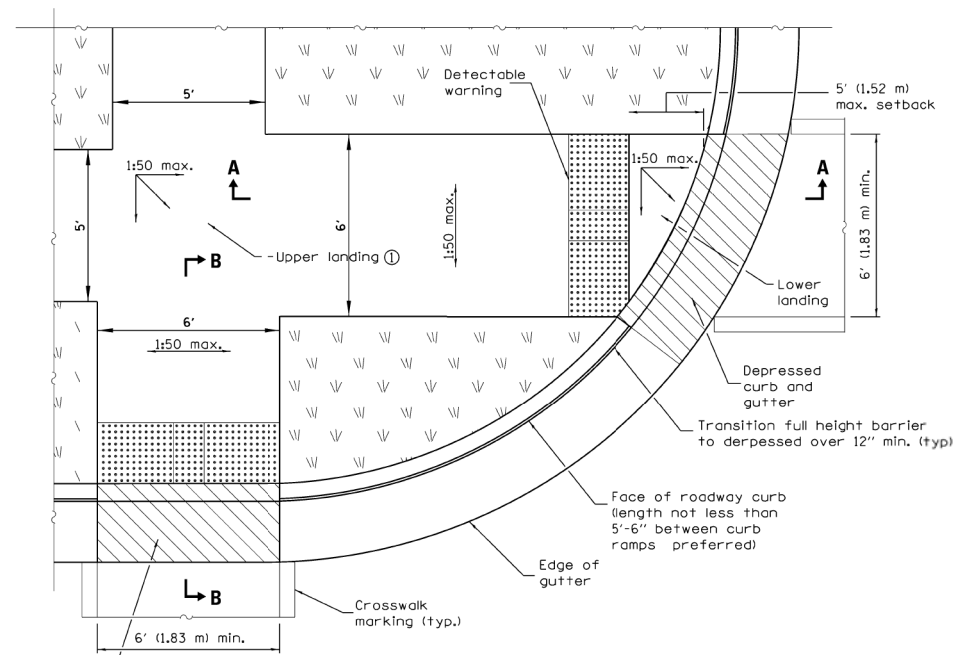 5'
Detectable
warning
5' (1.52 m)
max. setback
1:50 max.
A
5'
6'
1:50 max.
1:50 max.
A
6' (1.83 m) min.
B
Upper landing ①
Lower
landing
6'
1:50 max.
Depressed
curb and
gutter
Transition full height barrier
to derpessed over 12" min. (typ)
Face of roadway curb
(length not less than
5'-6" between curb
ramps preferred)
Edge of
gutter
B
Crosswalk
marking (typ.)
6' (1.83 m) min.